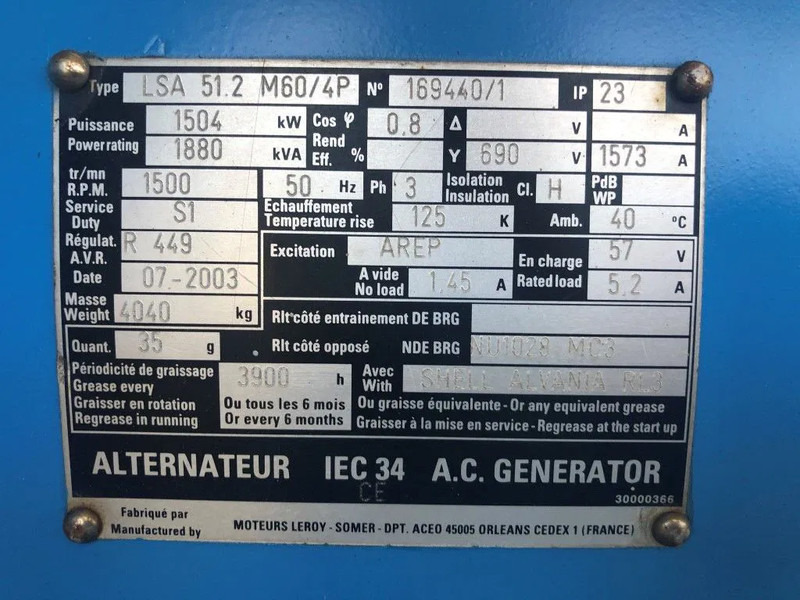 Type LSA 51.2 M60/4P N° 169440/1 IP 23
Puissance 1504 kW Cos φ 0,8 Δ V A
Power rating 1880 kVA Rend Eff. % Y 690 V 1573 A
tr/mn R.P.M. 1500 50 Hz Ph 3 Isolation Insulation Cl. H PdB WP
Service Duty S1 Echauffement Temperature rise 125 K Amb. 40 °C
Régulat. A.V.R. R 449 Excitation AREP En charge Rated load 57 V
Date 07-2003 A vide No load 1,45 A 5,2 A
Masse Weight 4040 kg Rlt côté entrainement DE BRG
Quant. 35 g Rlt côté opposé NDE BRG NU1028 MC3
Périodicité de graissage
Grease every 3900 h Avec With SHELL ALVANIA RL3
Graisser en rotation Ou tous les 6 mois Ou graisse équivalente - Or any equivalent grease
Regrease in running Or every 6 months Graisser à la mise en service - Regrease at the start up
ALTERNATEUR IEC 34 A.C. GENERATOR
CE 30000366
Fabriqué par
Manufactured by MOTEURS LEROY - SOMER - DPT. ACEO 45005 ORLEANS CEDEX 1 (FRANCE)